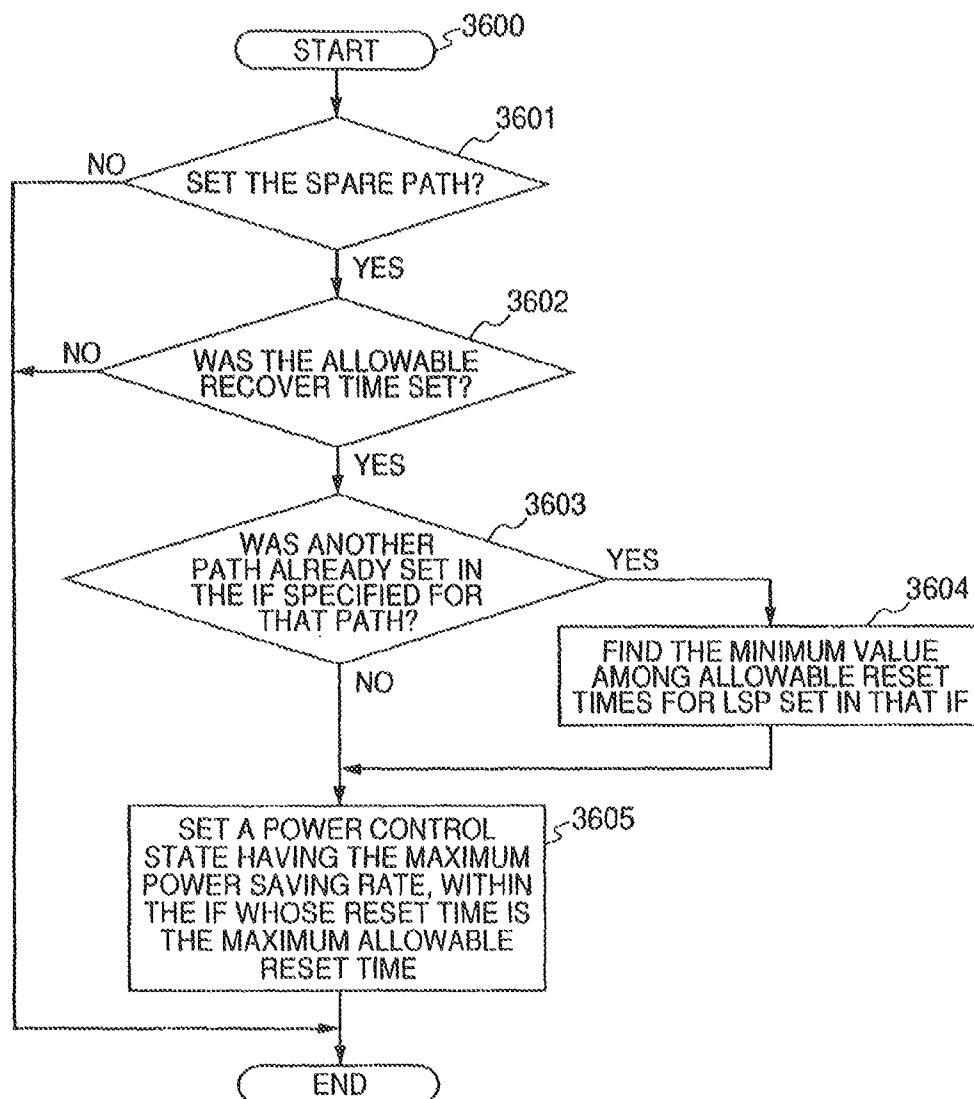 3600
START
3601
NO
SET THE SPARE PATH?
YES
3602
NO
WAS THE ALLOWABLE
RECOVER TIME SET?
YES
3603
WAS ANOTHER
PATH ALREADY SET IN
THE IF SPECIFIED FOR
THAT PATH?
YES
3604
FIND THE MINIMUM VALUE
AMONG ALLOWABLE RESET
TIMES FOR LSP SET IN THAT IF
NO
3605
SET A POWER CONTROL
STATE HAVING THE MAXIMUM
POWER SAVING RATE, WITHIN
THE IF WHOSE RESET TIME IS
THE MAXIMUM ALLOWABLE
RESET TIME
END